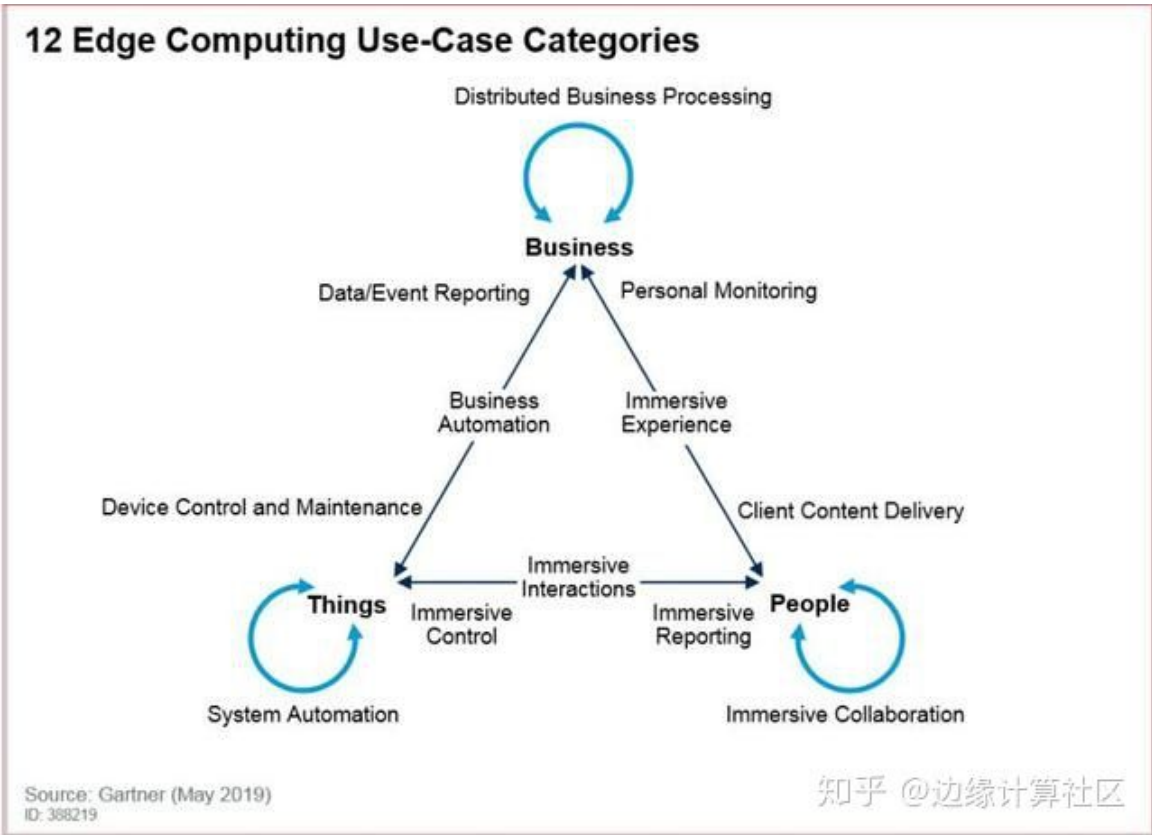 12 Edge Computing Use-Case Categories
Distributed Business Processing
Business
Data/Event Reporting
Personal Monitoring
Business
Automation
Immersive
Experience
Device Control and Maintenance
Client Content Delivery
Immersive
Interactions
Things
People
Immersive
Control
Immersive
Reporting
System Automation
Immersive Collaboration
Source: Gartner (May 2019)
ID: 388219
知乎 @边缘计算社区